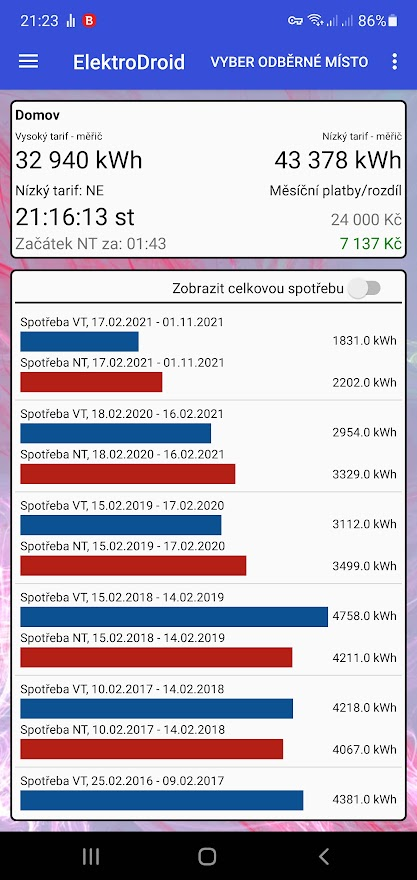 21:23 B 86%
ElektroDroid VYBER ODBĚRNÉ MÍSTO
Domov
Vysoký tarif - měřič Nízký tarif - měřič
32 940 kWh 43 378 kWh
Nízký tarif: NE Měsíční platby/rozdíl
21:16:13 st 24 000 Kč
Začátek NT za: 01:43 7 137 Kč
Zobrazit celkovou spotřebu
Spotřeba VT, 17.02.2021 - 01.11.2021
1831.0 kWh
Spotřeba NT, 17.02.2021 - 01.11.2021
2202.0 kWh
Spotřeba VT, 18.02.2020 - 16.02.2021
2954.0 kWh
Spotřeba NT, 18.02.2020 - 16.02.2021
3329.0 kWh
Spotřeba VT, 15.02.2019 - 17.02.2020
3112.0 kWh
Spotřeba NT, 15.02.2019 - 17.02.2020
3499.0 kWh
Spotřeba VT, 15.02.2018 - 14.02.2019
4758.0 kWh
Spotřeba NT, 15.02.2018 - 14.02.2019
4211.0 kWh
Spotřeba VT, 10.02.2017 - 14.02.2018
4218.0 kWh
Spotřeba NT, 10.02.2017 - 14.02.2018
4067.0 kWh
Spotřeba VT, 25.02.2016 - 09.02.2017
4381.0 kWh